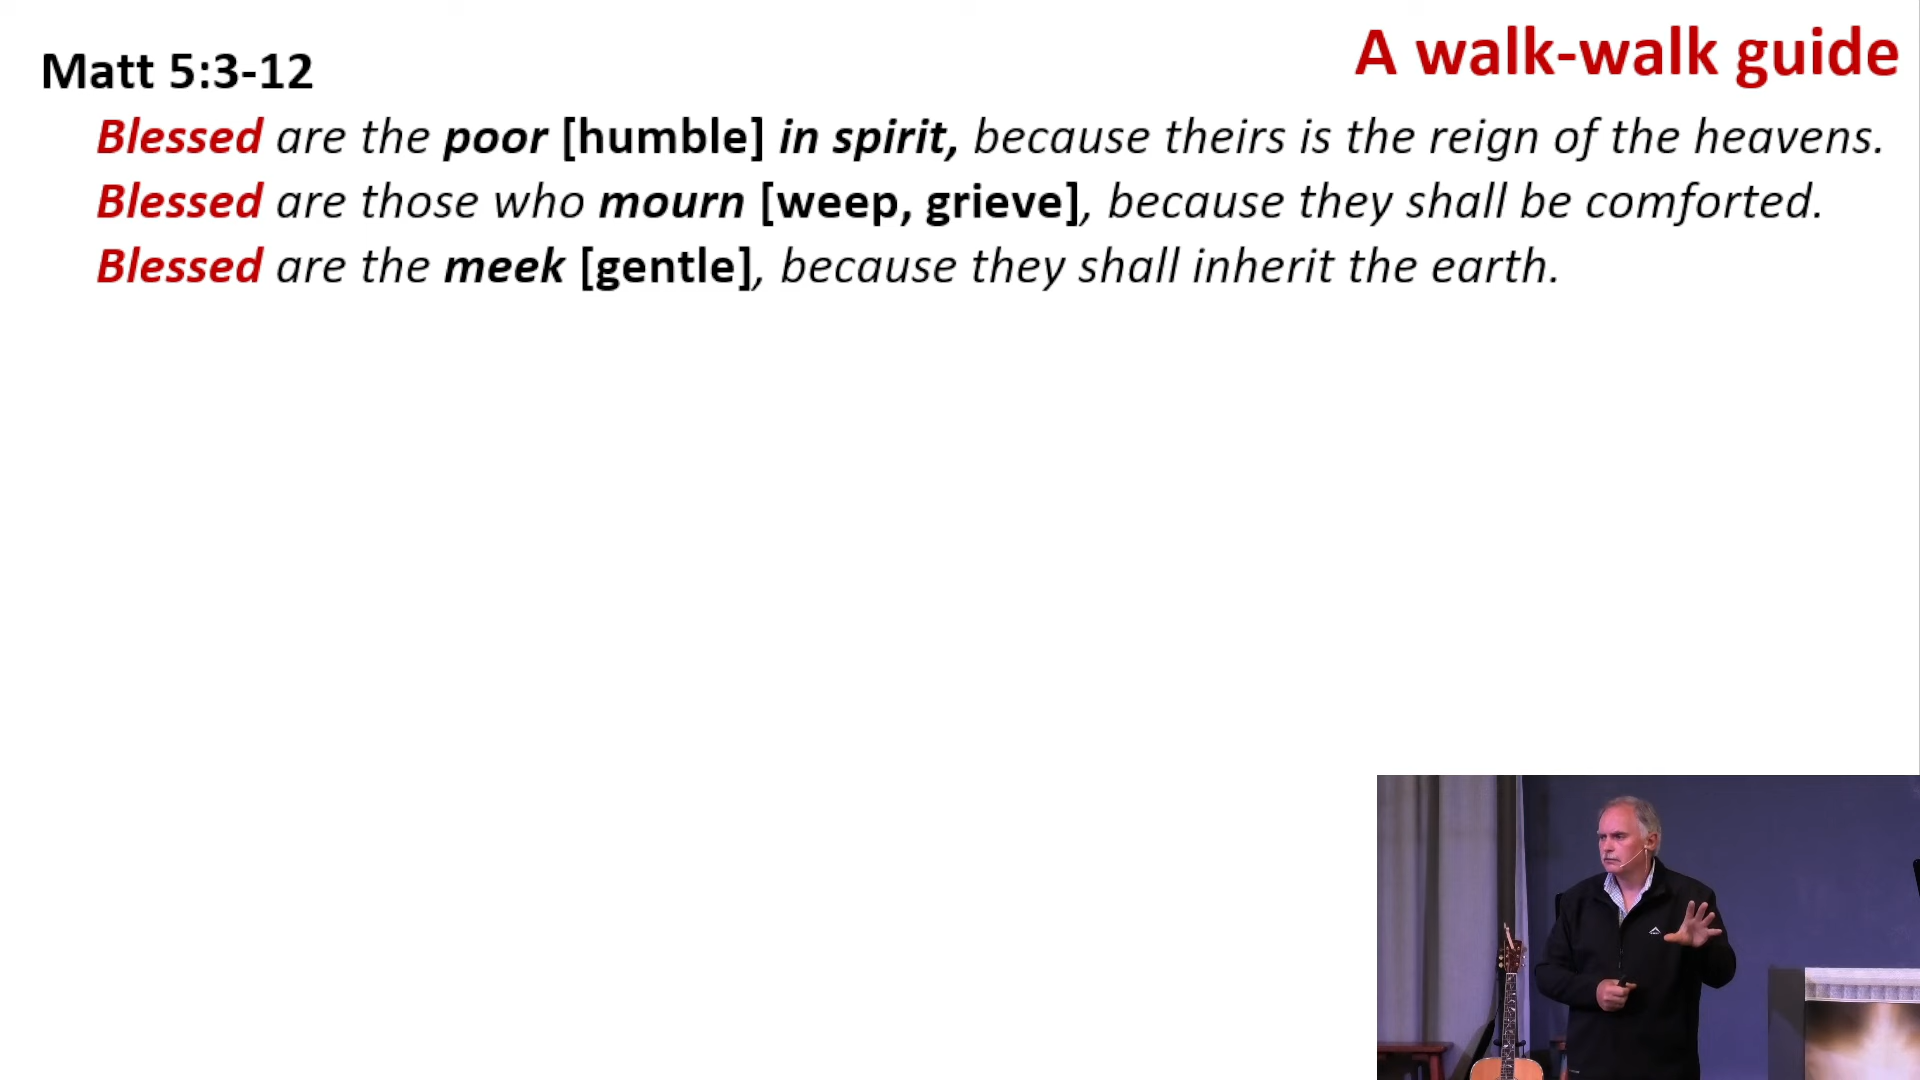 A walk-walk guide
Matt 5:3-12
Blessed are the poor [humble] in spirit, because theirs is the reign of the heavens.
Blessed are those who mourn [weep, grieve], because they shall be comforted.
Blessed are the meek [gentle], because they shall inherit the earth.